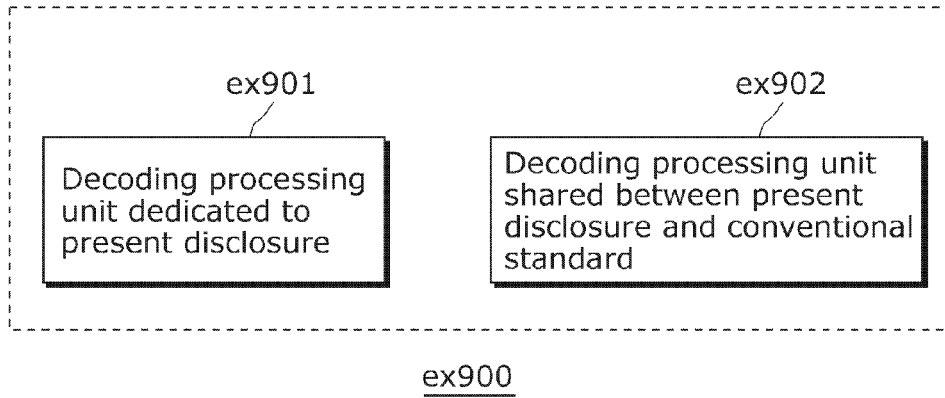 ex901
Decoding processing
unit dedicated to
present disclosure
ex902
Decoding processing unit
shared between present
disclosure and conventional
standard
ex900